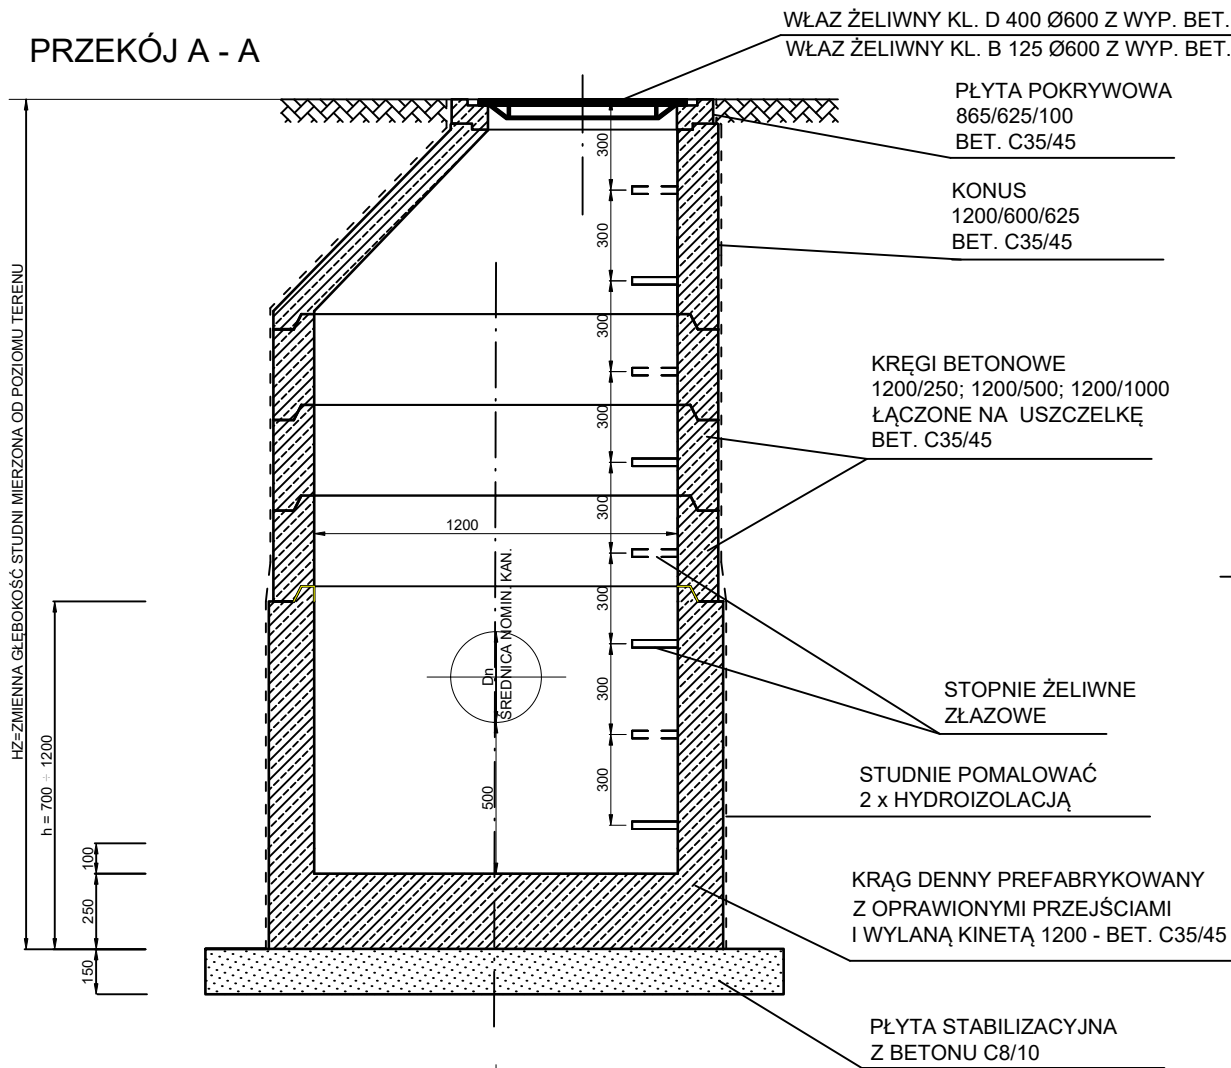 PRZEKÓJ A - A
WŁAZ ŻELIWNY KL. D 400 Ø600 Z WYP. BET.
WŁAZ ŻELIWNY KL. B 125 Ø600 Z WYP. BET.
PŁYTA POKRYWOWA
865/625/100
BET. C35/45
KONUS
1200/600/625
BET. C35/45
KRĘGI BETONOWE
1200/250; 1200/500; 1200/1000
ŁĄCZONE NA USZCZELKĘ
BET. C35/45
STOPNIE ŻELIWNE
ZŁAZOWE
STUDNIE POMALOWAĆ
2 x HYDROIZOLACJĄ
KRĄG DENNY PREFABRYKOWANY
Z OPRAWIONYMI PRZEJŚCIAMI
I WYLANĄ KINETĄ 1200 - BET. C35/45
PŁYTA STABILIZACYJNA
Z BETONU C8/10
HZ=ZMIENNA GŁĘBOKOŚĆ STUDNI MIERZONA OD POZIOMU TERENU
h = 700 ÷ 1200
100
250
150
300
300
300
300
300
300
300
300
1200
Dn
ŚREDNICA NOMIN. KAN.
500